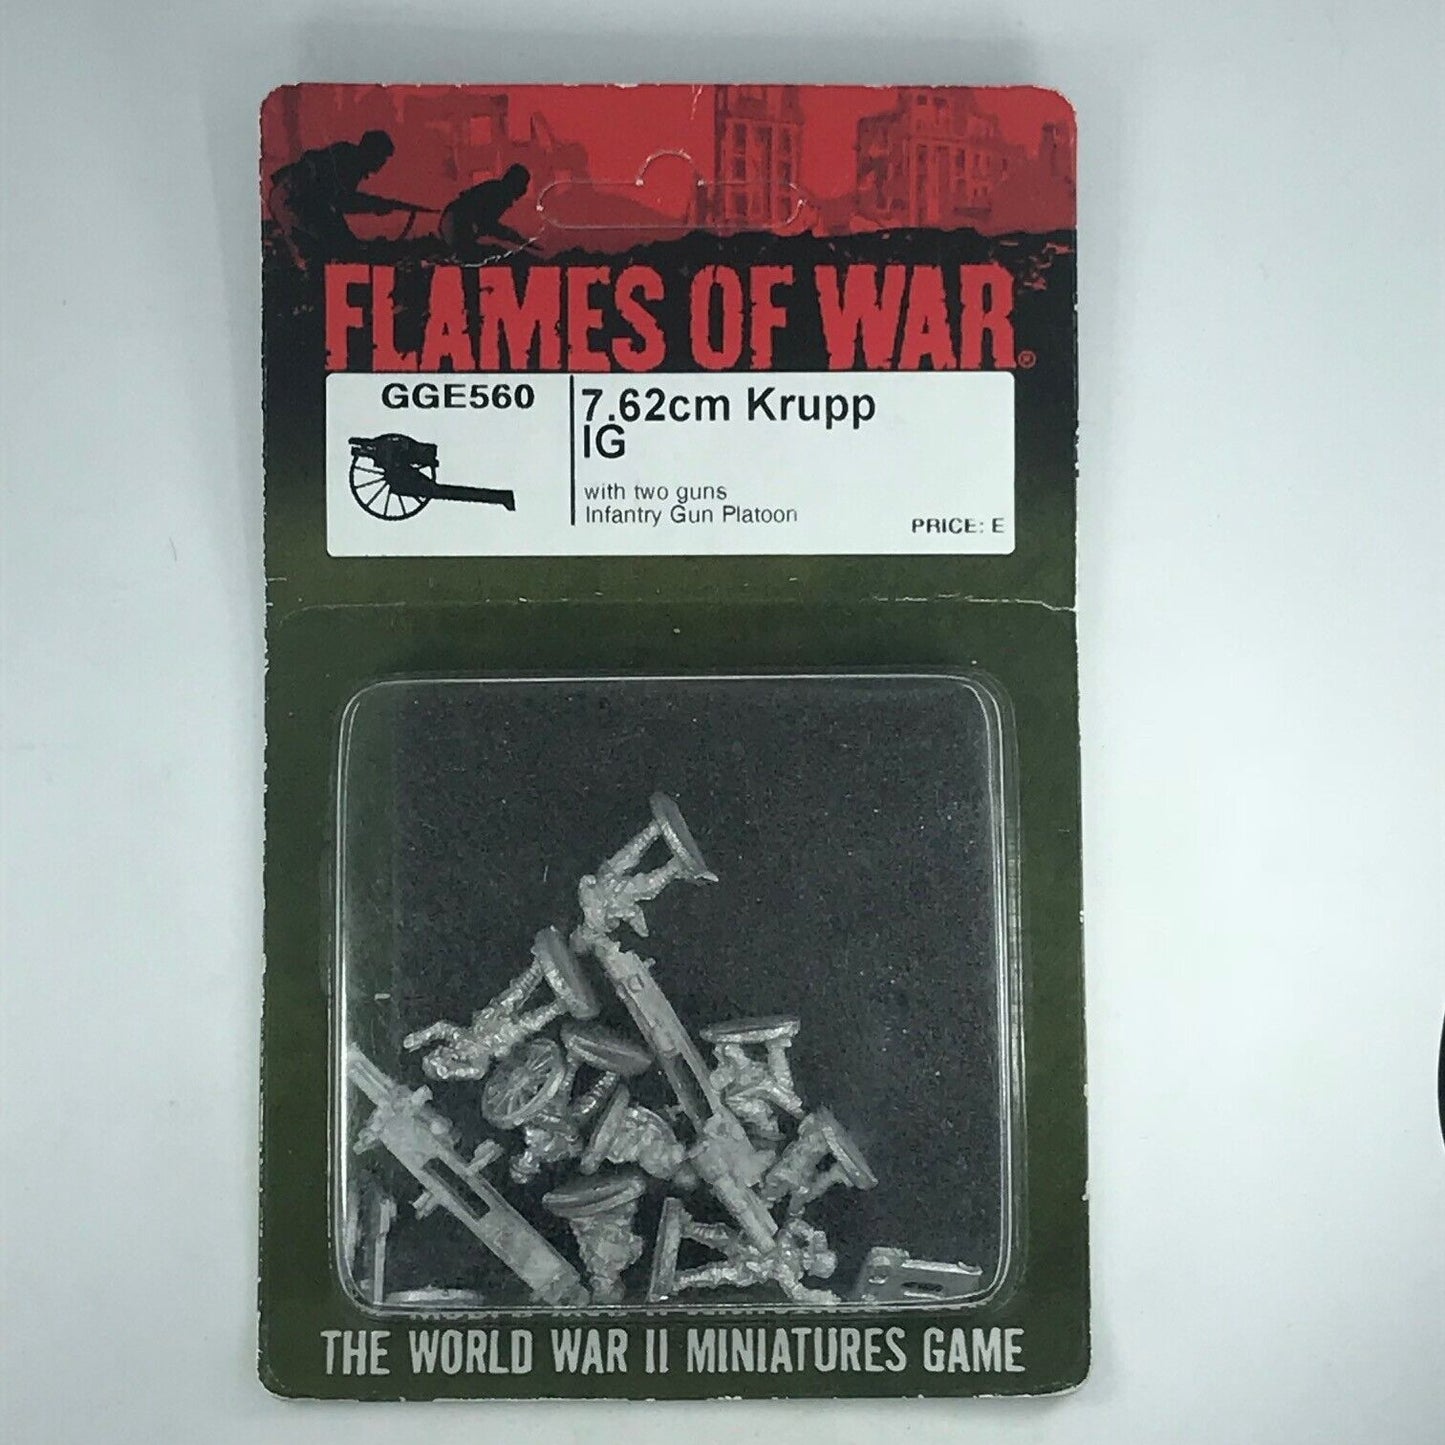 FLAMES OF WAR®
GGE560
7.62cm Krupp
IG
with two guns
Infantry Gun Platoon
PRICE: E
THE WORLD WAR II MINIATURES GAME